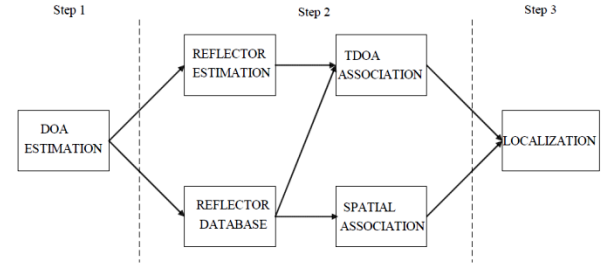 Step 1
Step 2
Step 3
REFLECTOR
ESTIMATION
TDOA
ASSOCIATION
DOA
ESTIMATION
LOCALIZATION
REFLECTOR
DATABASE
SPATIAL
ASSOCIATION